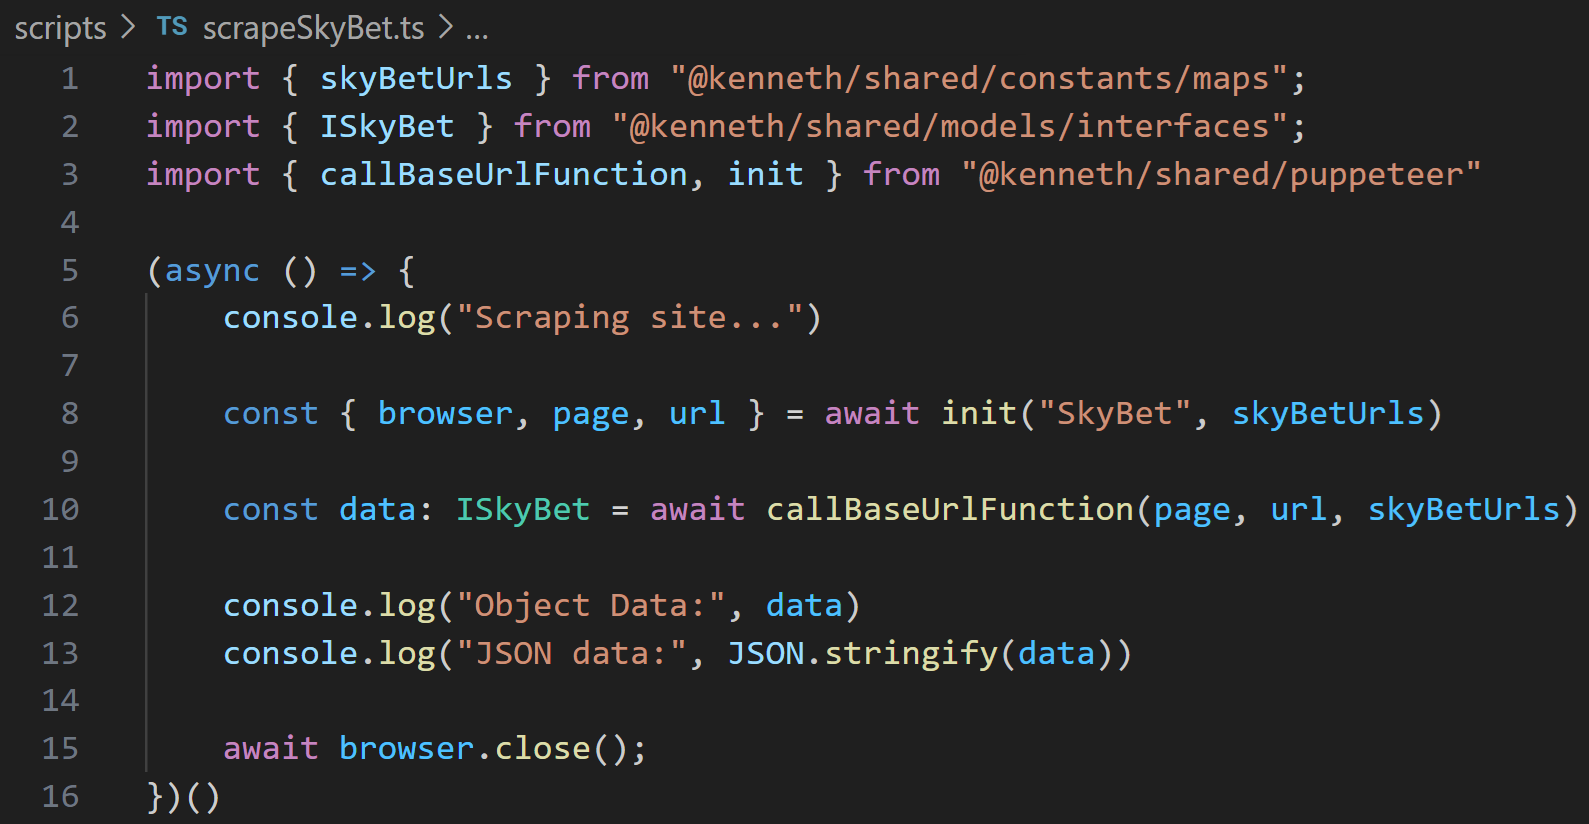 scripts > TS scrapeSkyBet.ts > ...
1 import { skyBetUrls } from "@kenneth/shared/constants/maps";
2 import { ISkyBet } from "@kenneth/shared/models/interfaces";
3 import { callBaseUrlFunction, init } from "@kenneth/shared/puppeteer"
4
5 (async () => {
6     console.log("Scraping site...")
7
8     const { browser, page, url } = await init("SkyBet", skyBetUrls)
9
10     const data: ISkyBet = await callBaseUrlFunction(page, url, skyBetUrls)
11
12     console.log("Object Data:", data)
13     console.log("JSON data:", JSON.stringify(data))
14
15     await browser.close();
16 })()